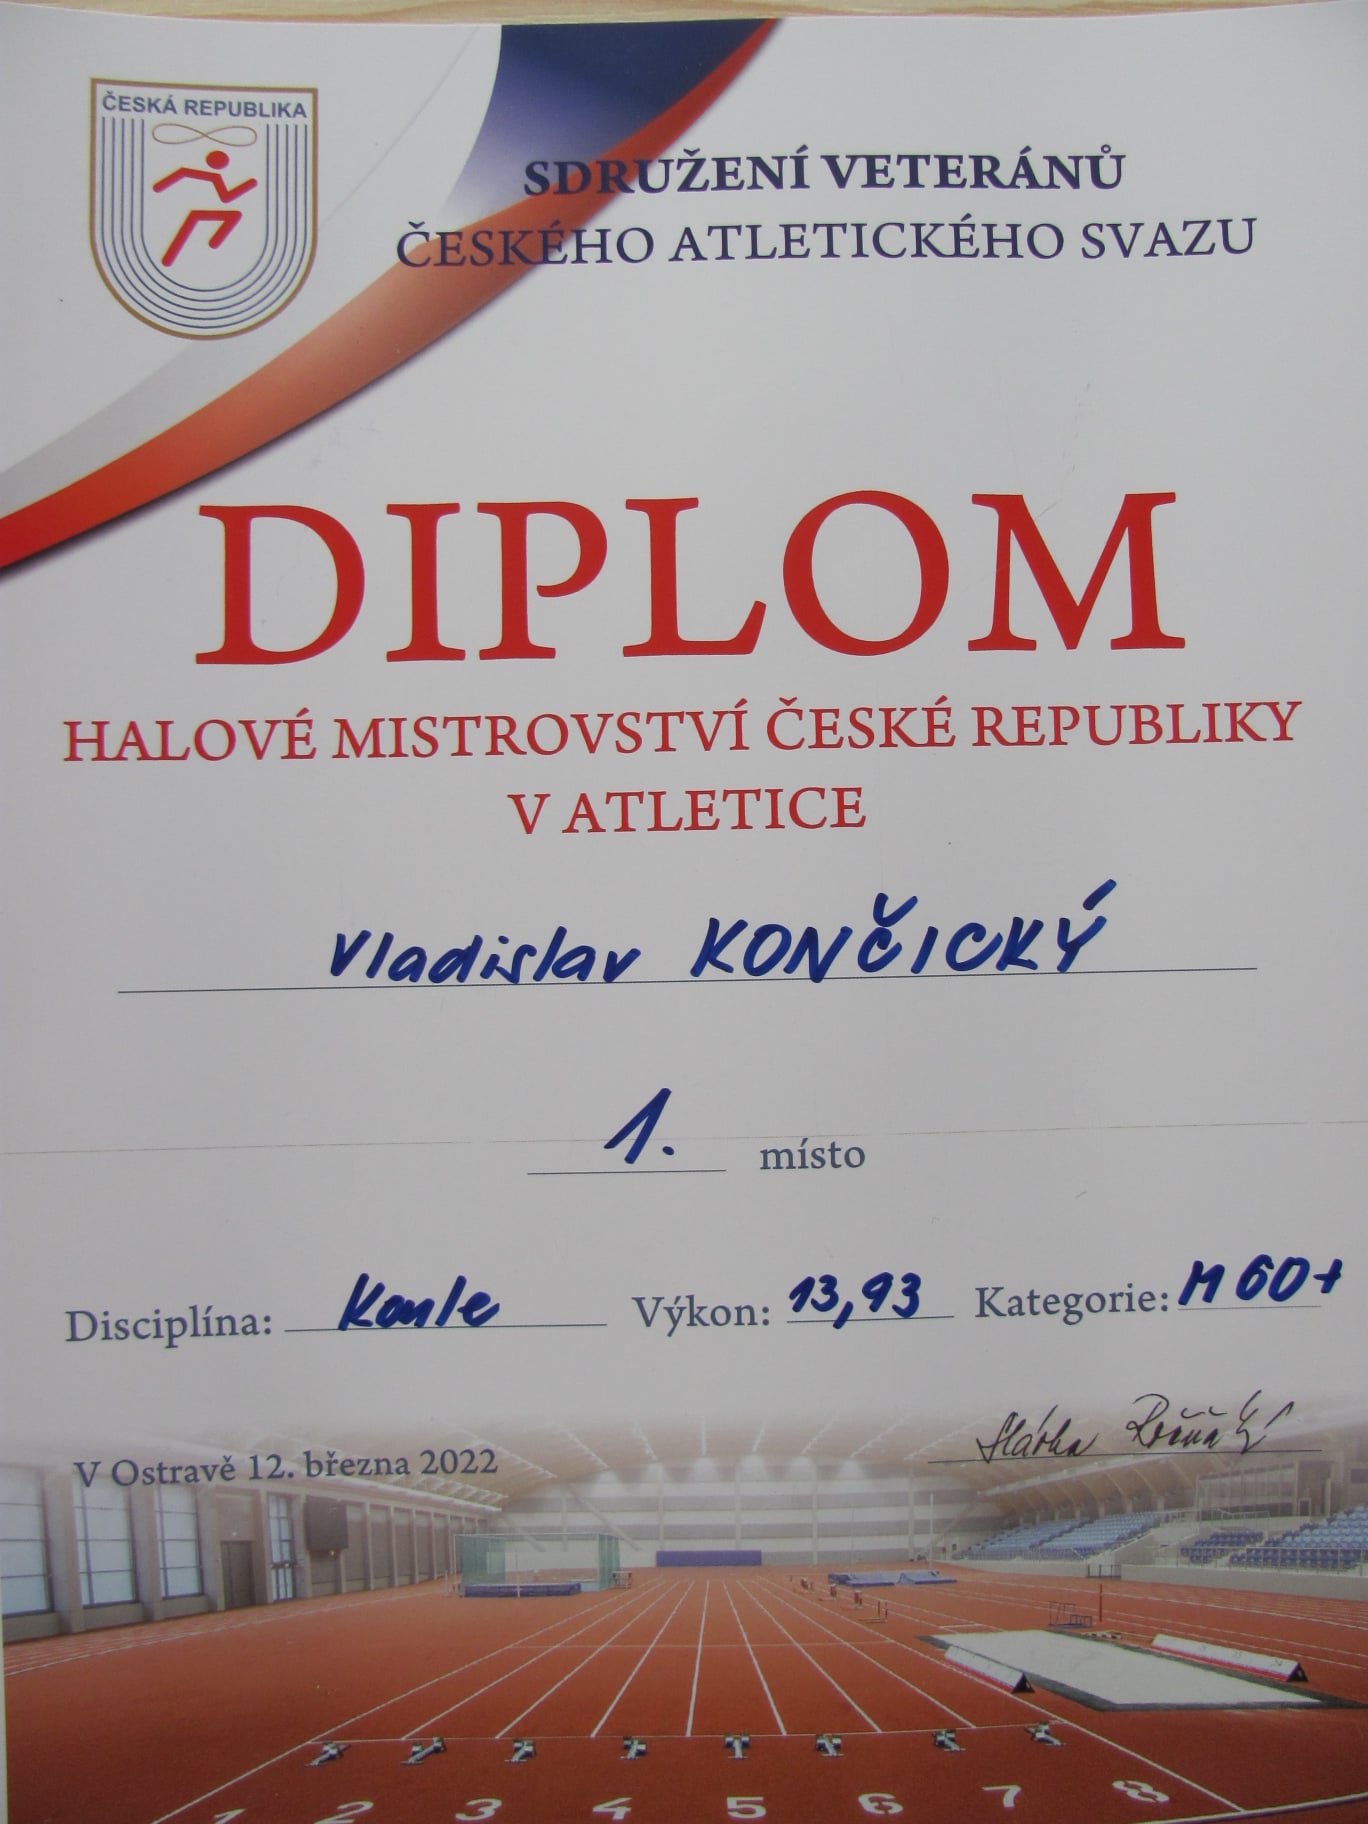 ČESKÁ REPUBLIKA
SDRUŽENÍ VETERÁNŮ
ČESKÉHO ATLETICKÉHO SVAZU
DIPLOM
HALOVÉ MISTROVSTVÍ ČESKÉ REPUBLIKY
V ATLETICE
Vladislav KONČICKÝ
1. místo
Disciplína: Koule Výkon: 13,93 Kategorie: M 60+
V Ostravě 12. března 2022
1 2 3 4 5 6 7 8